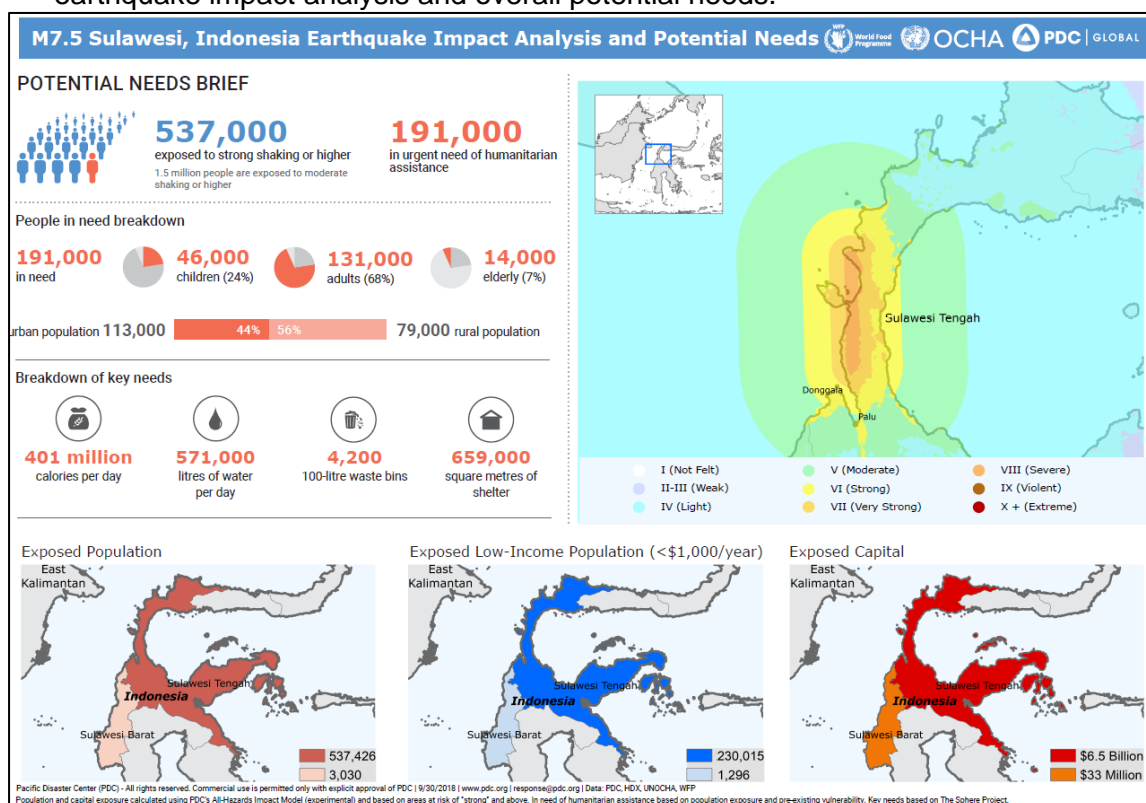 earthquake impact analysis and overall potential needs.
M7.5 Sulawesi, Indonesia Earthquake Impact Analysis and Potential Needs
WFP
World Food
Programme
OCHA
PDC | GLOBAL
POTENTIAL NEEDS BRIEF
537,000
exposed to strong shaking or higher
1.5 million people are exposed to moderate
shaking or higher
191,000
in urgent need of humanitarian
assistance
People in need breakdown
191,000
in need
46,000
children (24%)
131,000
adults (68%)
14,000
elderly (7%)
urban population 113,000
44% 56%
79,000 rural population
Breakdown of key needs
401 million
calories per day
571,000
litres of water
per day
4,200
100-litre waste bins
659,000
square metres of
shelter
Sulawesi Tengah
Donggala
Palu
I (Not Felt)
II-III (Weak)
IV (Light)
V (Moderate)
VI (Strong)
VII (Very Strong)
VIII (Severe)
IX (Violent)
X + (Extreme)
Exposed Population
East
Kalimantan
Sulawesi Tengah
Indonesia
Sulawesi Barat
537,426
3,030
Exposed Low-Income Population (<$1,000/year)
East
Kalimantan
Sulawesi Tengah
Indonesia
Sulawesi Barat
230,015
1,296
Exposed Capital
East
Kalimantan
Sulawesi Tengah
Indonesia
Sulawesi Barat
$6.5 Billion
$33 Million
Pacific Disaster Center (PDC) - All rights reserved. Commercial use is permitted only with explicit approval of PDC | 9/30/2018 | www.pdc.org | response@pdc.org | Data: PDC, HDX, UNOCHA, WFP
Population and capital exposure calculated using PDC's All-Hazards Impact Model (experimental) and based on areas at risk of "strong" and above. In need of humanitarian assistance based on population exposure and pre-existing vulnerability. Key needs based on The Sphere Project.